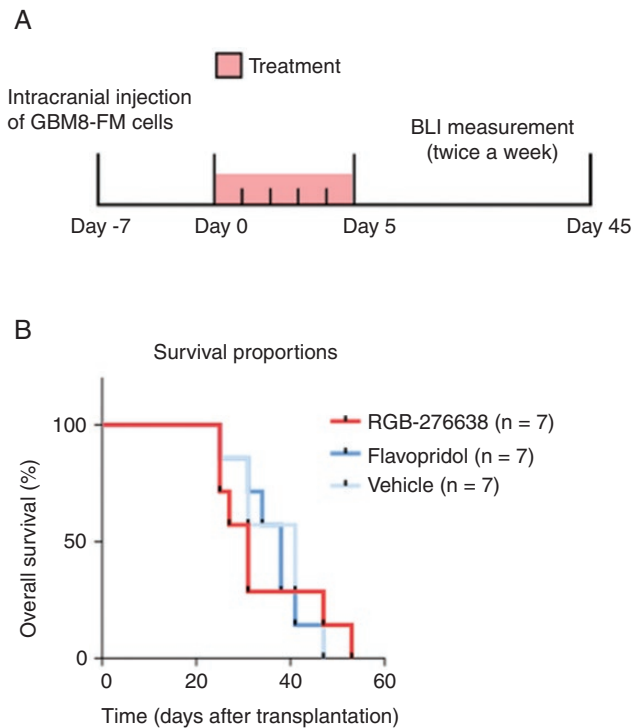 A
Treatment
Intracranial injection
of GBM8-FM cells
BLI measurement
(twice a week)
Day -7
Day 0
Day 5
Day 45
B
Survival proportions
RGB-276638 (n = 7)
Flavopridol (n = 7)
Vehicle (n = 7)
Overall survival (%)
100
50
0
0
20
40
60
Time (days after transplantation)